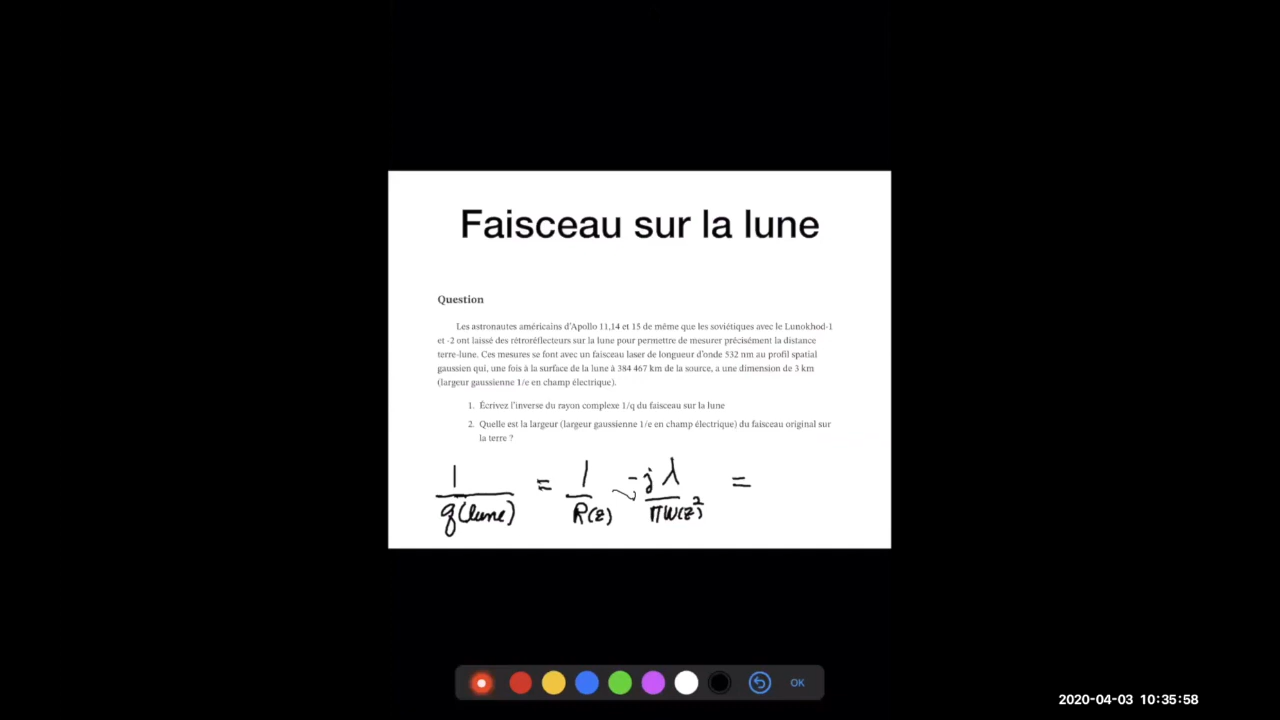 Faisceau sur la lune
Question
Les astronautes américains d'Apollo 11,14 et 15 de même que les soviétiques avec le Lunokhod-1
et -2 ont laissé des rétroréflecteurs sur la lune pour permettre de mesurer précisément la distance
terre-lune. Ces mesures se font avec un faisceau laser de longueur d'onde 532 nm au profil spatial
gaussien qui, une fois à la surface de la lune à 384 467 km de la source, a une dimension de 3 km
(largeur gaussienne 1/e en champ électrique).
1. Écrivez l'inverse du rayon complexe 1/q du faisceau sur la lune
2. Quelle est la largeur (largeur gaussienne 1/e en champ électrique) du faisceau original sur
la terre ?
1/q(lune) = 1/R(z) -jλ/πW(z)² =
OK
2020-04-03 10:35:58